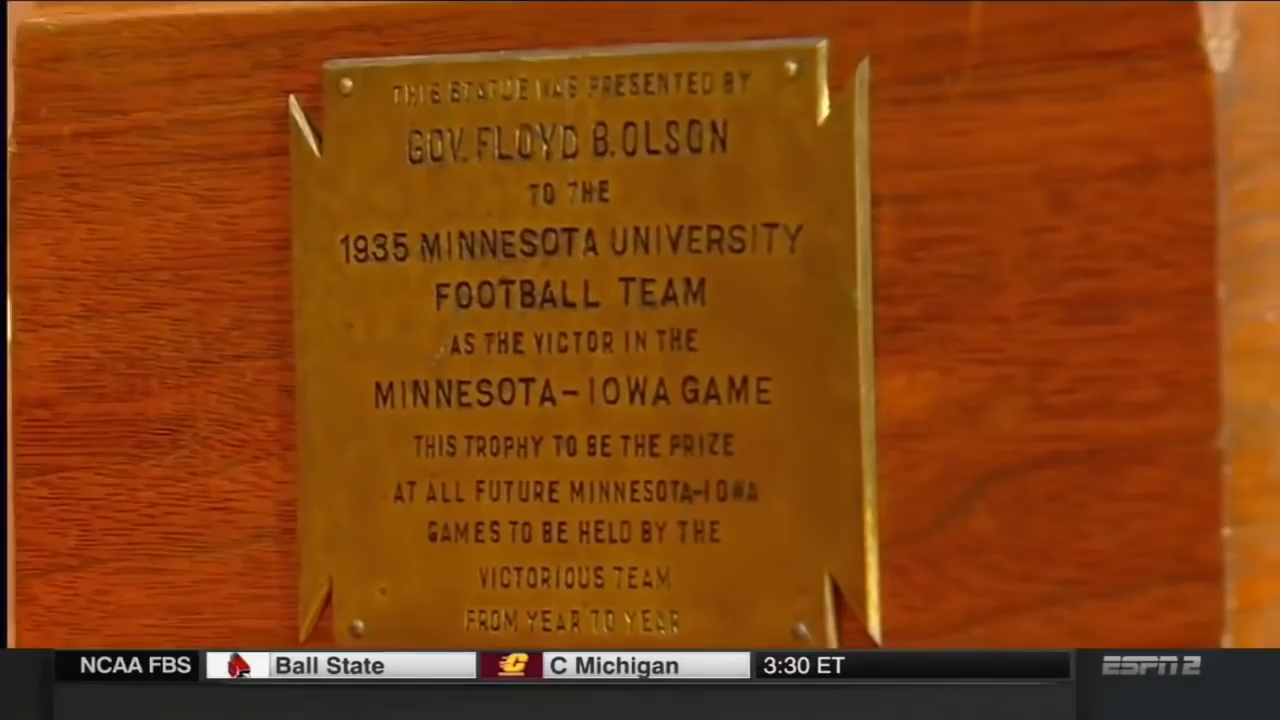 THIS STATUE WAS PRESENTED BY
GOV. FLOYD B. OLSON
TO THE
1935 MINNESOTA UNIVERSITY
FOOTBALL TEAM
AS THE VICTOR IN THE
MINNESOTA-IOWA GAME
THIS TROPHY TO BE THE PRIZE
AT ALL FUTURE MINNESOTA-IOWA
GAMES TO BE HELD BY THE
VICTORIOUS TEAM
FROM YEAR TO YEAR
NCAA FBS Ball State C Michigan 3:30 ET ESPN2